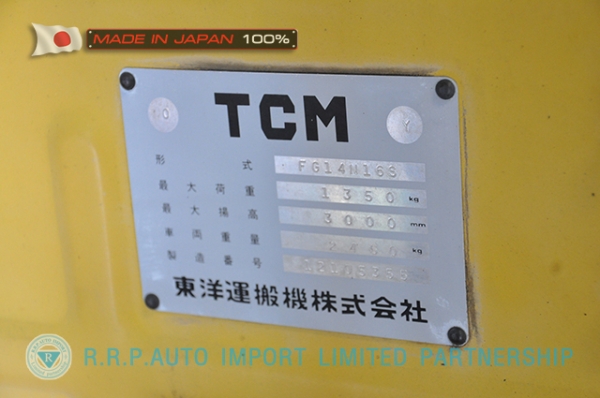 MADE IN JAPAN 100%
TCM
O Y
形 式 FG14N16S
最大荷重 1350 kg
最大揚高 3000 mm
車両重量 kg
製造番号
東洋運搬機株式会社
R.R.P.AUTO IMPORT LIMITED PARTNERSHIP